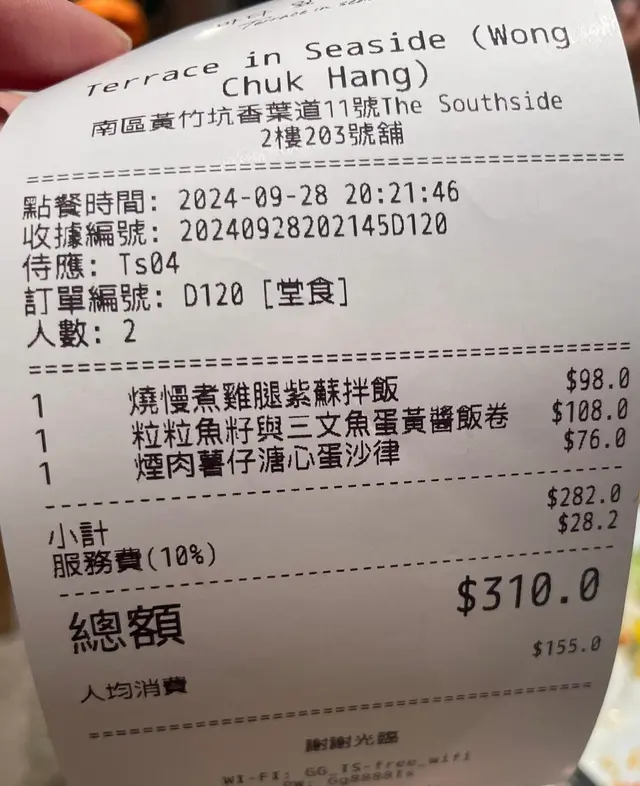 Terrace in Seaside (Wong
Chuk Hang)
南區黃竹坑香葉道11號The Southside
2樓203號舖
點餐時間: 2024-09-28 20:21:46
收據編號: 20240928202145D120
侍應: Ts04
訂單編號: D120 [堂食]
人數: 2
1 燒慢煮雞腿紫蘇拌飯 $98.0
1 粒粒魚籽與三文魚蛋黃醬飯卷 $108.0
1 煙肉薯仔溏心蛋沙律 $76.0
小計 $282.0
服務費(10%) $28.2
總額 $310.0
人均消費 $155.0
謝謝光臨
WI-FI: GG_TS-free_wifi